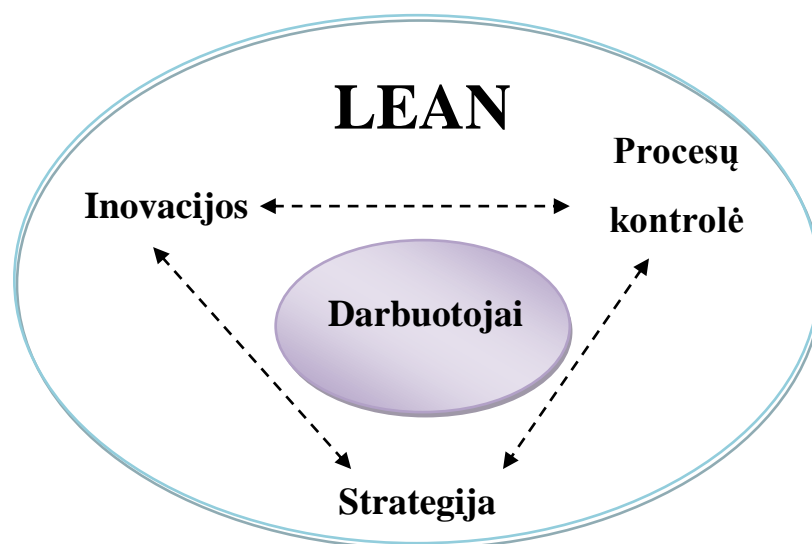 LEAN
Procesų
kontrolė
Inovacijos
Darbuotojai
Strategija